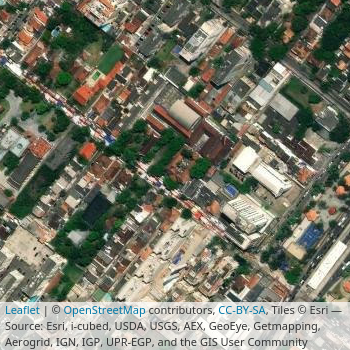 Leaflet | © OpenStreetMap contributors, CC-BY-SA, Tiles © Esri —
Source: Esri, i-cubed, USDA, USGS, AEX, GeoEye, Getmapping,
Aerogrid, IGN, IGP, UPR-EGP, and the GIS User Community